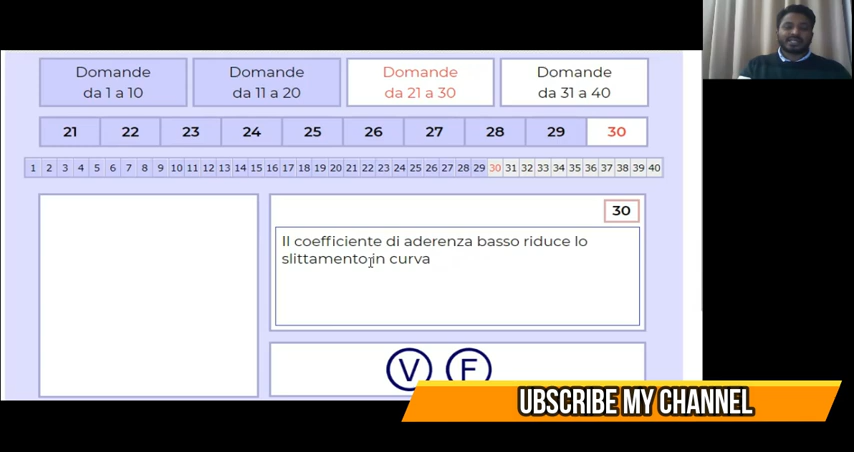 Domande
da 1 a 10
Domande
da 11 a 20
Domande
da 21 a 30
Domande
da 31 a 40
21 22 23 24 25 26 27 28 29 30
1 2 3 4 5 6 7 8 9 10 11 12 13 14 15 16 17 18 19 20 21 22 23 24 25 26 27 28 29 30 31 32 33 34 35 36 37 38 39 40
30
Il coefficiente di aderenza basso riduce lo
slittamento in curva
V F
UBSCRIBE MY CHANNEL